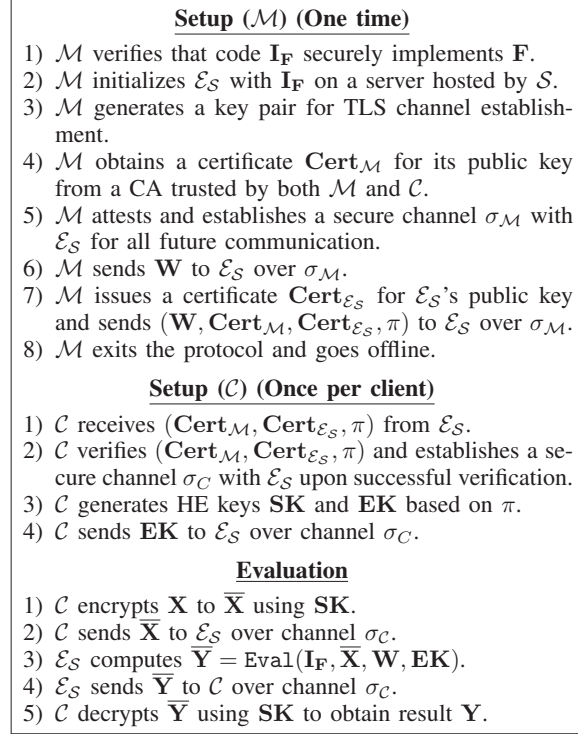 Setup (ℳ) (One time)
1) ℳ verifies that code I_F securely implements F.
2) ℳ initializes ℰ_𝒮 with I_F on a server hosted by 𝒮.
3) ℳ generates a key pair for TLS channel establish-
ment.
4) ℳ obtains a certificate Cert_ℳ for its public key
from a CA trusted by both ℳ and 𝒞.
5) ℳ attests and establishes a secure channel σ_ℳ with
ℰ_𝒮 for all future communication.
6) ℳ sends W to ℰ_𝒮 over σ_ℳ.
7) ℳ issues a certificate Cert_ℰ_𝒮 for ℰ_𝒮's public key
and sends (W, Cert_ℳ, Cert_ℰ_𝒮, π) to ℰ_𝒮 over σ_ℳ.
8) ℳ exits the protocol and goes offline.
Setup (𝒞) (Once per client)
1) 𝒞 receives (Cert_ℳ, Cert_ℰ_𝒮, π) from ℰ_𝒮.
2) 𝒞 verifies (Cert_ℳ, Cert_ℰ_𝒮, π) and establishes a se-
cure channel σ_C with ℰ_𝒮 upon successful verification.
3) 𝒞 generates HE keys SK and EK based on π.
4) 𝒞 sends EK to ℰ_𝒮 over channel σ_C.
Evaluation
1) 𝒞 encrypts X to X̅ using SK.
2) 𝒞 sends X̅ to ℰ_𝒮 over channel σ_𝒞.
3) ℰ_𝒮 computes Y̅ = Eval(I_F, X̅, W, EK).
4) ℰ_𝒮 sends Y̅ to 𝒞 over channel σ_𝒞.
5) 𝒞 decrypts Y̅ using SK to obtain result Y.